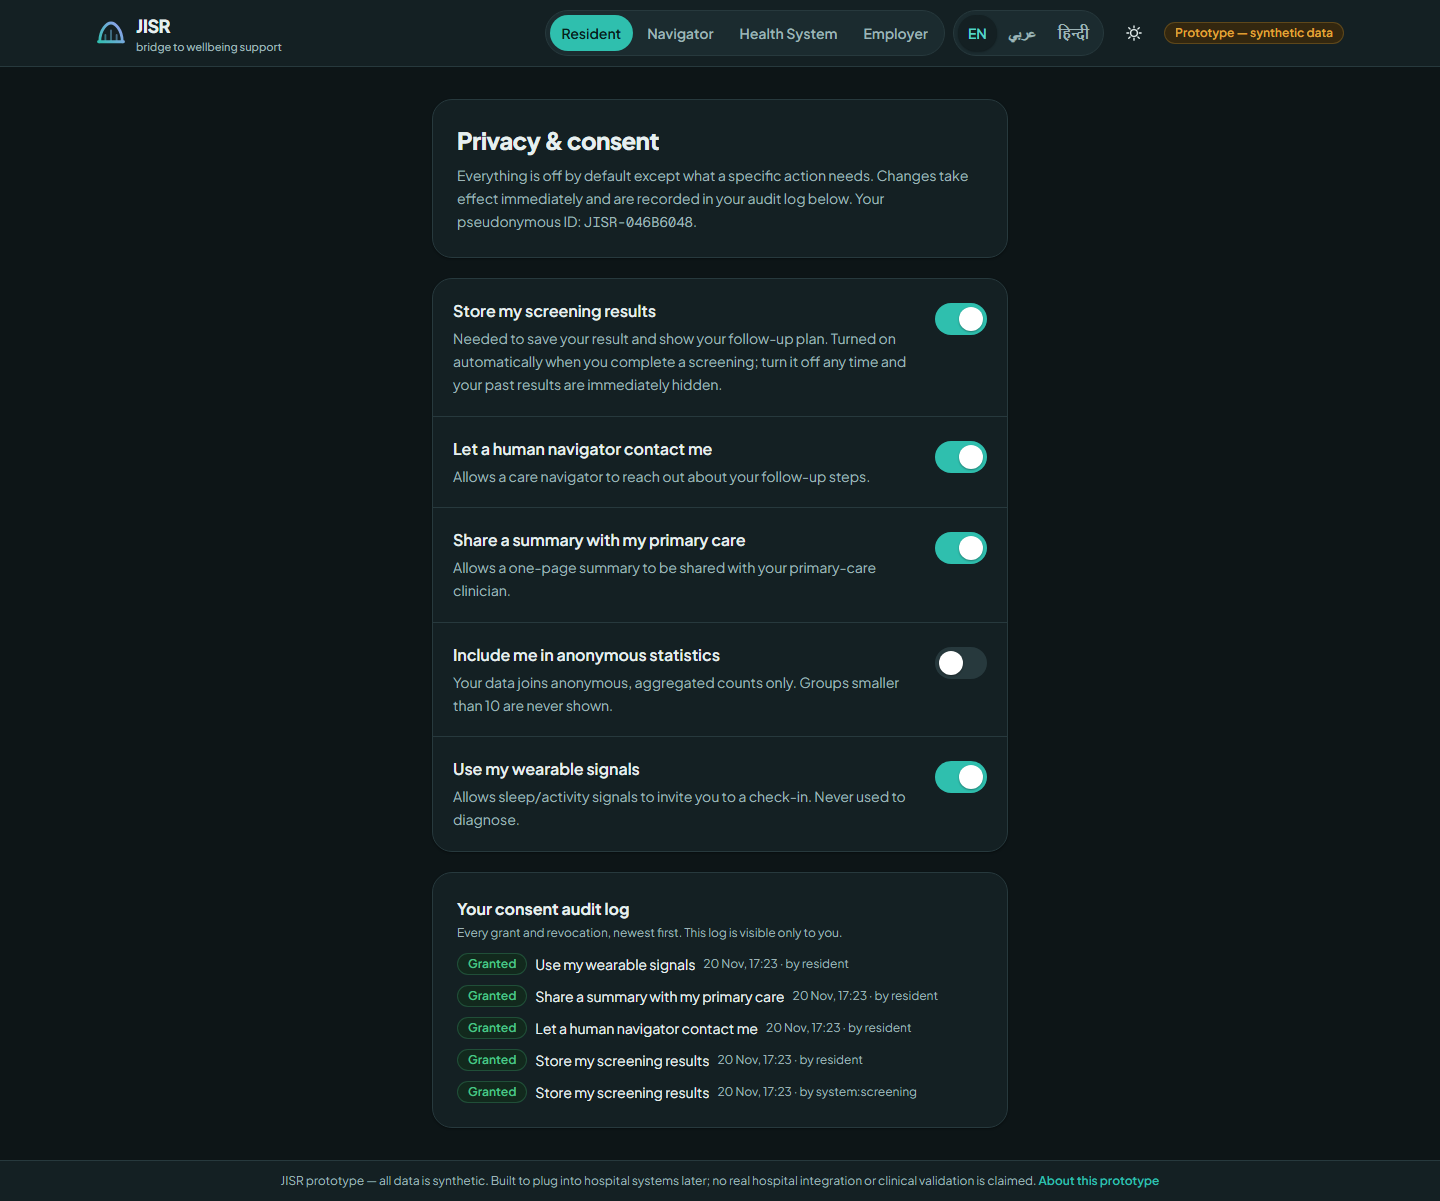 JISR
bridge to wellbeing support
Resident
Navigator
Health System
Employer
EN
عربي
हिन्दी
Prototype — synthetic data
Privacy & consent
Everything is off by default except what a specific action needs. Changes take
effect immediately and are recorded in your audit log below. Your
pseudonymous ID: JISR-046B6048.
Store my screening results
Needed to save your result and show your follow-up plan. Turned on
automatically when you complete a screening; turn it off any time and
your past results are immediately hidden.
Let a human navigator contact me
Allows a care navigator to reach out about your follow-up steps.
Share a summary with my primary care
Allows a one-page summary to be shared with your primary-care
clinician.
Include me in anonymous statistics
Your data joins anonymous, aggregated counts only. Groups smaller
than 10 are never shown.
Use my wearable signals
Allows sleep/activity signals to invite you to a check-in. Never used to
diagnose.
Your consent audit log
Every grant and revocation, newest first. This log is visible only to you.
Granted Use my wearable signals 20 Nov, 17:23 · by resident
Granted Share a summary with my primary care 20 Nov, 17:23 · by resident
Granted Let a human navigator contact me 20 Nov, 17:23 · by resident
Granted Store my screening results 20 Nov, 17:23 · by resident
Granted Store my screening results 20 Nov, 17:23 · by system:screening
JISR prototype — all data is synthetic. Built to plug into hospital systems later; no real hospital integration or clinical validation is claimed. About this prototype